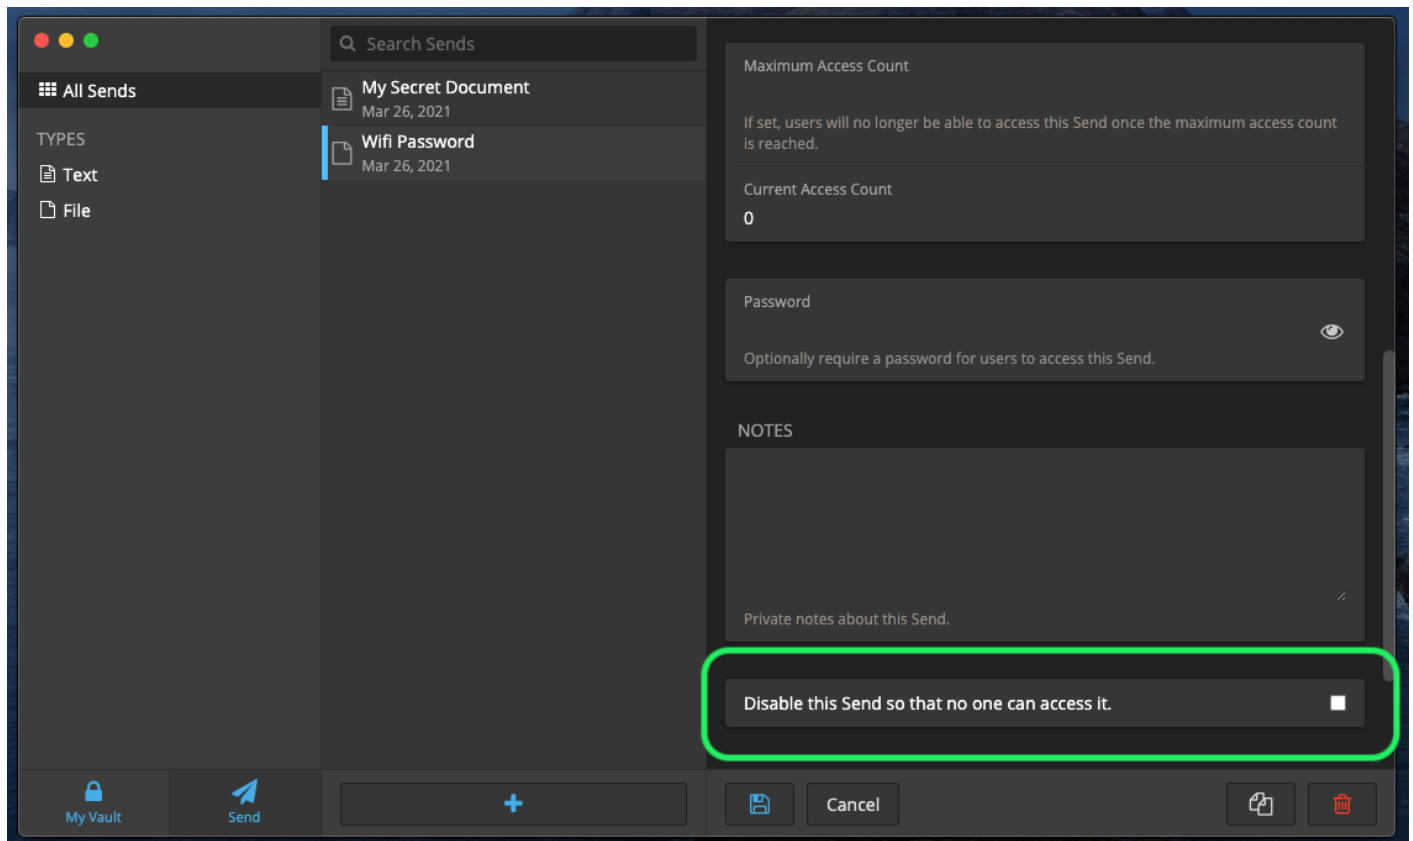 Search Sends
All Sends
TYPES
Text
File
My Vault
Send
My Secret Document
Mar 26, 2021
Wifi Password
Mar 26, 2021
Maximum Access Count
If set, users will no longer be able to access this Send once the maximum access count
is reached.
Current Access Count
0
Password
Optionally require a password for users to access this Send.
NOTES
Private notes about this Send.
Disable this Send so that no one can access it.
Cancel